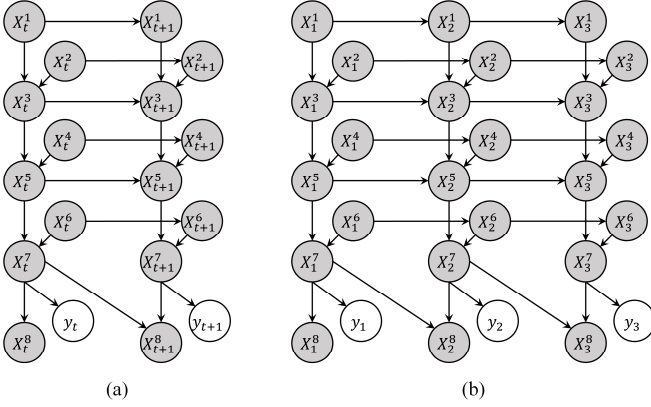 X_t^1 X_{t+1}^1 X_1^1 X_2^1 X_3^1
X_t^2 X_{t+1}^2 X_1^2 X_2^2 X_3^2
X_t^3 X_{t+1}^3 X_1^3 X_2^3 X_3^3
X_t^4 X_{t+1}^4 X_1^4 X_2^4 X_3^4
X_t^5 X_{t+1}^5 X_1^5 X_2^5 X_3^5
X_t^6 X_{t+1}^6 X_1^6 X_2^6 X_3^6
X_t^7 X_{t+1}^7 X_1^7 X_2^7 X_3^7
y_t y_{t+1} y_1 y_2 y_3
X_t^8 X_{t+1}^8 X_1^8 X_2^8 X_3^8
(a) (b)